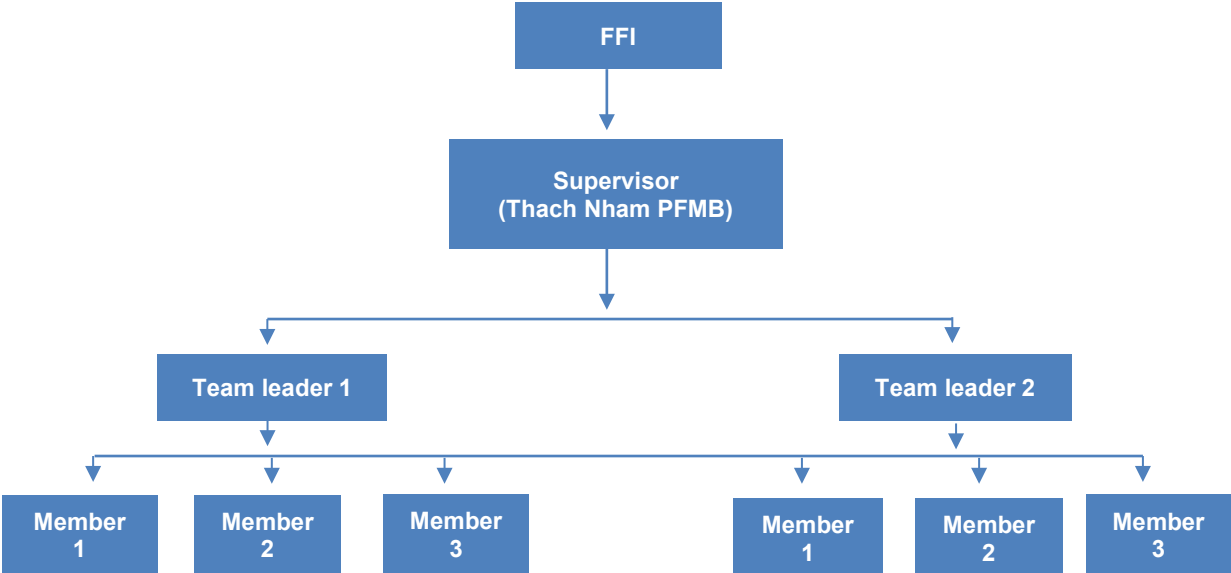 FFI
Supervisor
(Thach Nham PFMB)
Team leader 1
Team leader 2
Member
1
Member
2
Member
3
Member
1
Member
2
Member
3